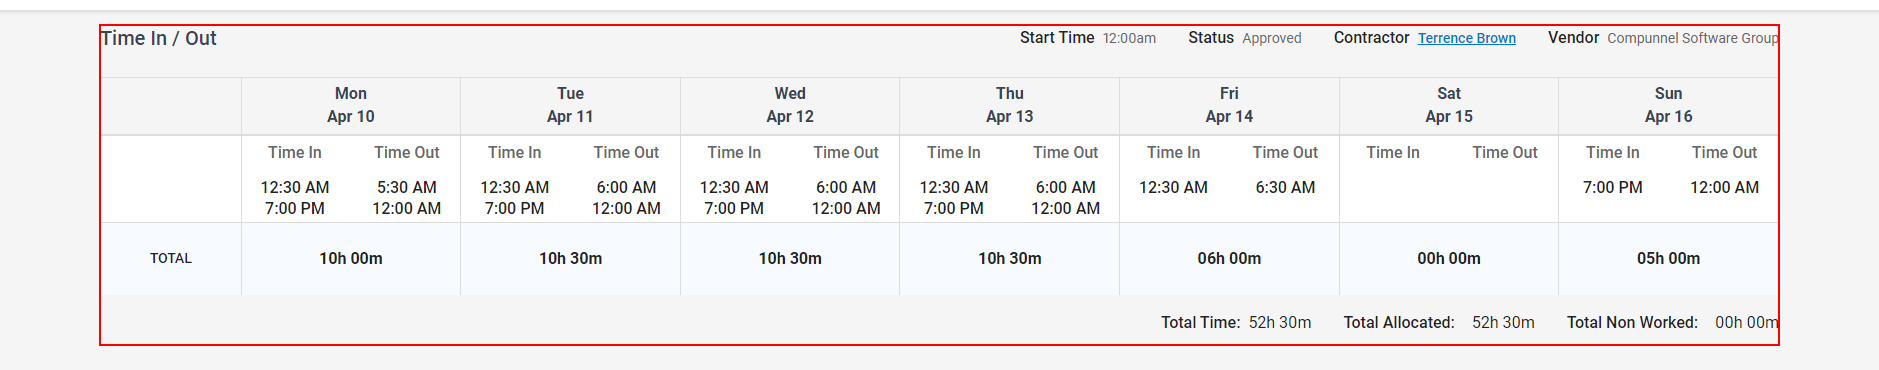 Time In / Out Start Time 12:00am Status Approved Contractor Terrence Brown Vendor Compunnel Software Group
Mon Tue Wed Thu Fri Sat Sun
Apr 10 Apr 11 Apr 12 Apr 13 Apr 14 Apr 15 Apr 16
Time In Time Out Time In Time Out Time In Time Out Time In Time Out Time In Time Out Time In Time Out Time In Time Out
12:30 AM 5:30 AM 12:30 AM 6:00 AM 12:30 AM 6:00 AM 12:30 AM 6:00 AM 12:30 AM 6:30 AM 7:00 PM 12:00 AM
7:00 PM 12:00 AM 7:00 PM 12:00 AM 7:00 PM 12:00 AM 7:00 PM 12:00 AM
TOTAL 10h 00m 10h 30m 10h 30m 10h 30m 06h 00m 00h 00m 05h 00m
Total Time: 52h 30m Total Allocated: 52h 30m Total Non Worked: 00h 00m